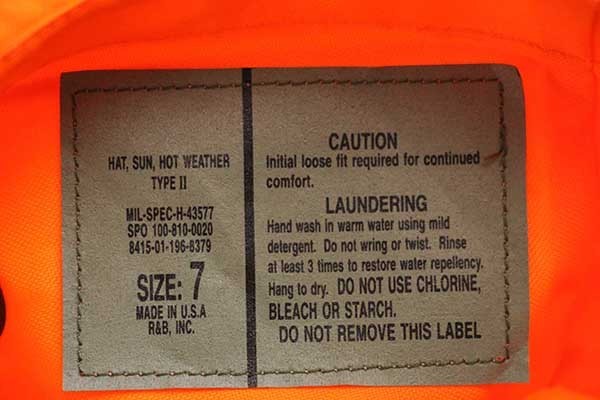 HAT, SUN, HOT WEATHER
TYPE II
MIL-SPEC-H-43577
SPO 100-810-0020
8415-01-196-8379
SIZE: 7
MADE IN U.S.A
R&B, INC.
CAUTION
Initial loose fit required for continued
comfort.
LAUNDERING
Hand wash in warm water using mild
detergent. Do not wring or twist. Rinse
at least 3 times to restore water repellency.
Hang to dry. DO NOT USE CHLORINE,
BLEACH OR STARCH.
DO NOT REMOVE THIS LABEL